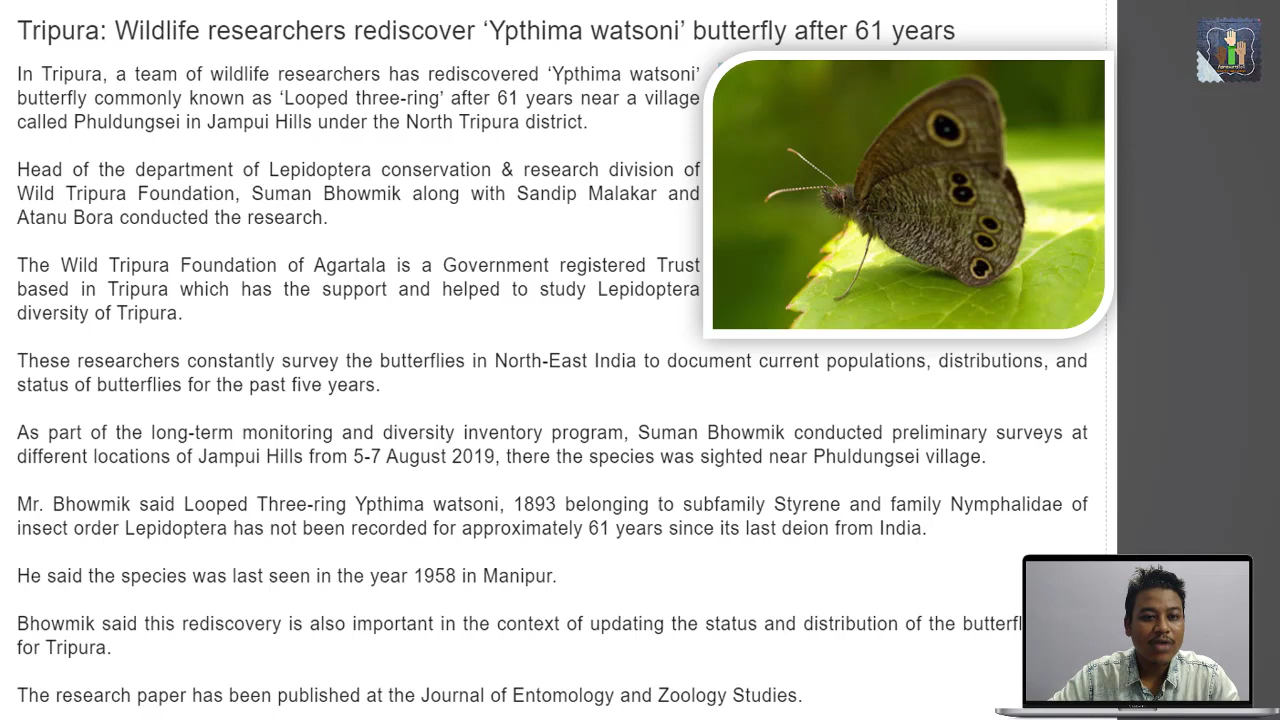 Tripura: Wildlife researchers rediscover ‘Ypthima watsoni’ butterfly after 61 years
In Tripura, a team of wildlife researchers has rediscovered ‘Ypthima watsoni’
butterfly commonly known as ‘Looped three-ring’ after 61 years near a village
called Phuldungsei in Jampui Hills under the North Tripura district.
Head of the department of Lepidoptera conservation & research division of
Wild Tripura Foundation, Suman Bhowmik along with Sandip Malakar and
Atanu Bora conducted the research.
The Wild Tripura Foundation of Agartala is a Government registered Trust
based in Tripura which has the support and helped to study Lepidoptera
diversity of Tripura.
These researchers constantly survey the butterflies in North-East India to document current populations, distributions, and
status of butterflies for the past five years.
As part of the long-term monitoring and diversity inventory program, Suman Bhowmik conducted preliminary surveys at
different locations of Jampui Hills from 5-7 August 2019, there the species was sighted near Phuldungsei village.
Mr. Bhowmik said Looped Three-ring Ypthima watsoni, 1893 belonging to subfamily Styrene and family Nymphalidae of
insect order Lepidoptera has not been recorded for approximately 61 years since its last deion from India.
He said the species was last seen in the year 1958 in Manipur.
Bhowmik said this rediscovery is also important in the context of updating the status and distribution of the
for Tripura.
The research paper has been published at the Journal of Entomology and Zoology Studies.